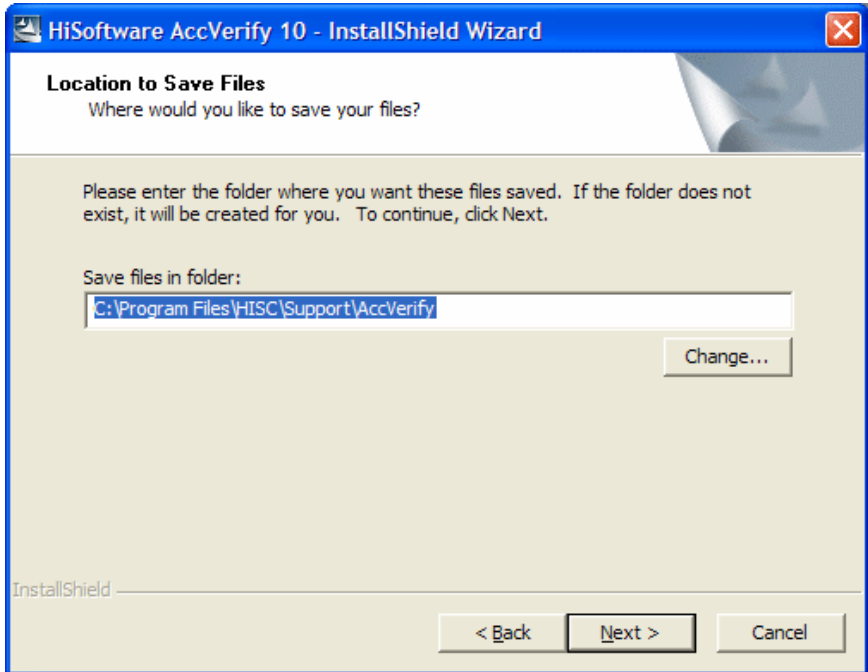 HiSoftware AccVerify 10 - InstallShield Wizard
Location to Save Files
Where would you like to save your files?
Please enter the folder where you want these files saved.  If the folder does not
exist, it will be created for you.   To continue, click Next.
Save files in folder:
C:\Program Files\HISC\Support\AccVerify
Change...
InstallShield
< Back
Next >
Cancel